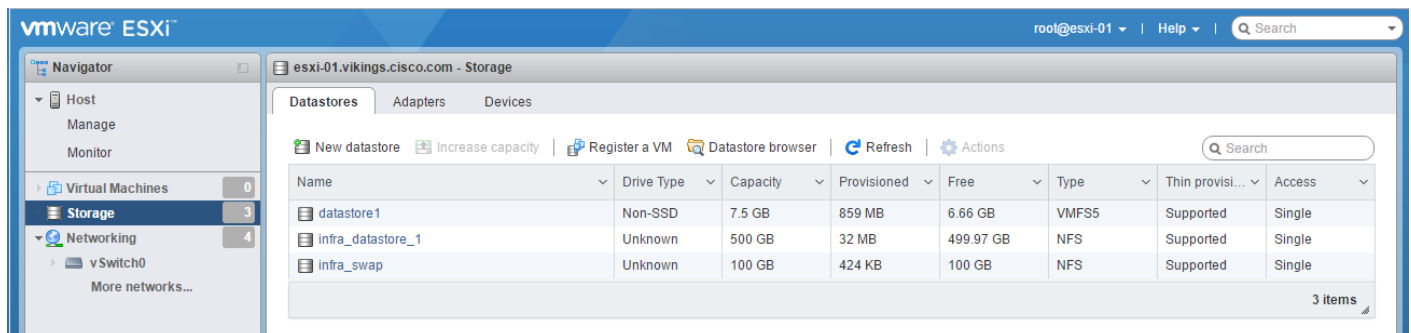 vmware ESXi™ root@esxi-01 | Help | Search
Navigator
Host
Manage
Monitor
Virtual Machines 0
Storage 3
Networking 4
vSwitch0
More networks...
esxi-01.vikings.cisco.com - Storage
Datastores Adapters Devices
New datastore Increase capacity | Register a VM Datastore browser | Refresh | Actions Search
Name Drive Type Capacity Provisioned Free Type Thin provisi... Access
datastore1 Non-SSD 7.5 GB 859 MB 6.66 GB VMFS5 Supported Single
infra_datastore_1 Unknown 500 GB 32 MB 499.97 GB NFS Supported Single
infra_swap Unknown 100 GB 424 KB 100 GB NFS Supported Single
3 items